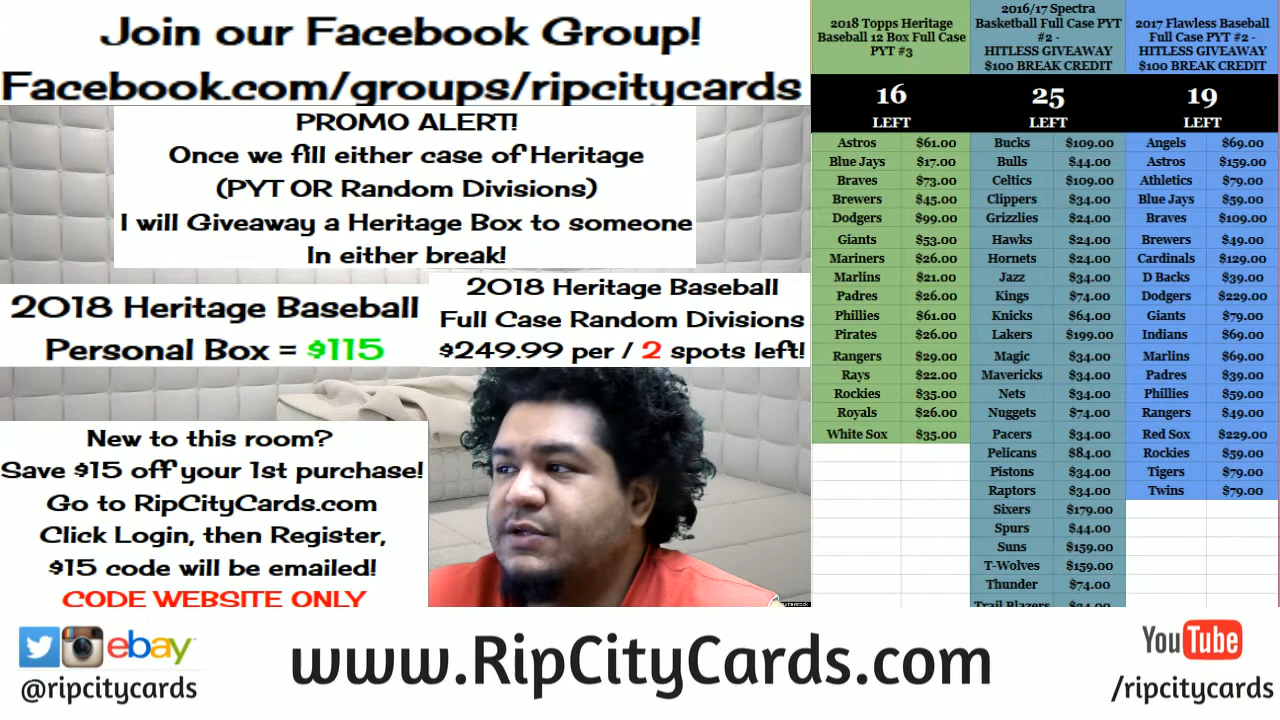 Join our Facebook Group!
Facebook.com/groups/ripcitycards
PROMO ALERT!
Once we fill either case of Heritage
(PYT OR Random Divisions)
I will Giveaway a Heritage Box to someone
In either break!
2018 Heritage Baseball
Personal Box = $115
2018 Heritage Baseball
Full Case Random Divisions
$249.99 per / 2 spots left!
New to this room?
Save $15 off your 1st purchase!
Go to RipCityCards.com
Click Login, then Register,
$15 code will be emailed!
CODE WEBSITE ONLY
2018 Topps Heritage
Baseball 12 Box Full Case
PYT #3
16
LEFT
Astros $61.00
Blue Jays $17.00
Braves $73.00
Brewers $45.00
Dodgers $99.00
Giants $53.00
Mariners $26.00
Marlins $21.00
Padres $26.00
Phillies $61.00
Pirates $26.00
Rangers $29.00
Rays $22.00
Rockies $35.00
Royals $26.00
White Sox $35.00
2016/17 Spectra
Basketball Full Case PYT
#2 -
HITLESS GIVEAWAY
$100 BREAK CREDIT
25
LEFT
Bucks $109.00
Bulls $44.00
Celtics $109.00
Clippers $34.00
Grizzlies $24.00
Hawks $24.00
Hornets $24.00
Jazz $34.00
Kings $74.00
Knicks $64.00
Lakers $199.00
Magic $34.00
Mavericks $34.00
Nets $34.00
Nuggets $74.00
Pacers $34.00
Pelicans $84.00
Pistons $34.00
Raptors $34.00
Sixers $179.00
Spurs $44.00
Suns $159.00
T-Wolves $159.00
Thunder $74.00
Trail Blazers $24.00
2017 Flawless Baseball
Full Case PYT #2 -
HITLESS GIVEAWAY
$100 BREAK CREDIT
19
LEFT
Angels $69.00
Astros $159.00
Athletics $79.00
Blue Jays $59.00
Braves $109.00
Brewers $49.00
Cardinals $129.00
D Backs $39.00
Dodgers $229.00
Giants $79.00
Indians $69.00
Marlins $69.00
Padres $39.00
Phillies $59.00
Rangers $49.00
Red Sox $229.00
Rockies $59.00
Tigers $79.00
Twins $79.00
ebay
@ripcitycards
www.RipCityCards.com
YouTube
/ripcitycards